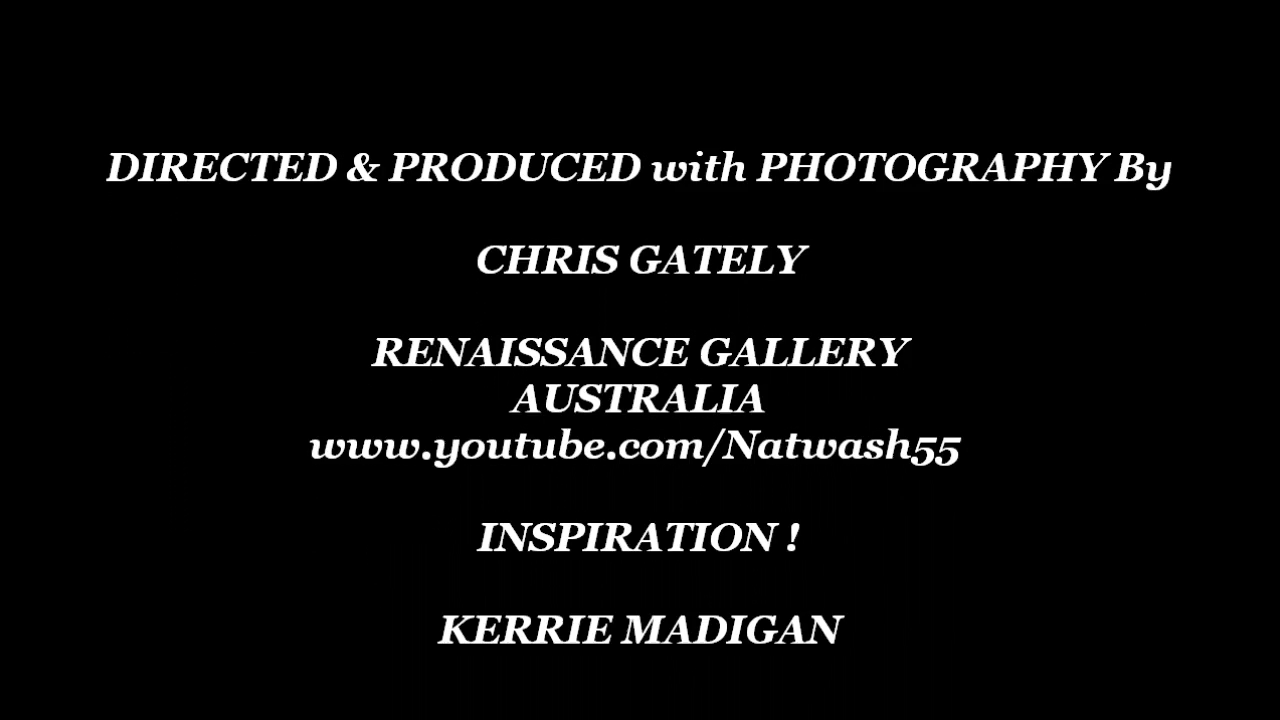 DIRECTED & PRODUCED with PHOTOGRAPHY By
CHRIS GATELY
RENAISSANCE GALLERY
AUSTRALIA
www.youtube.com/Natwash55
INSPIRATION !
KERRIE MADIGAN